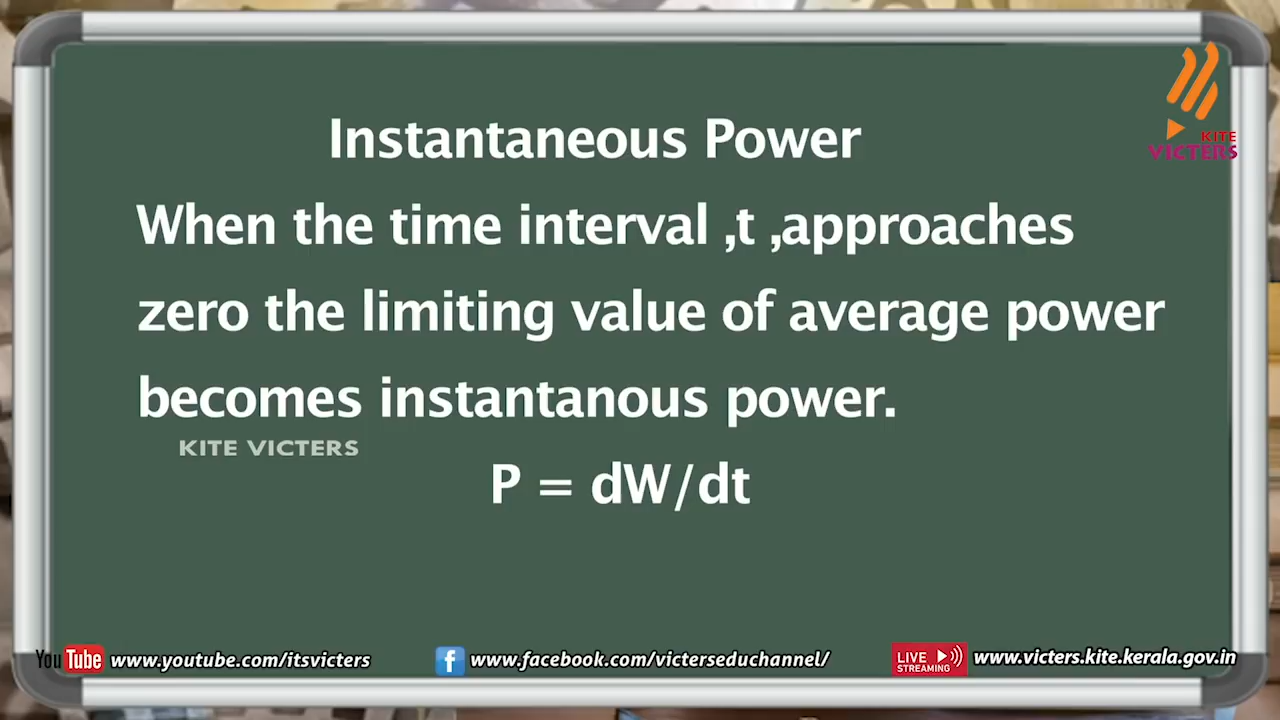 Instantaneous Power
KITE
VICTERS
When the time interval ,t ,approaches
zero the limiting value of average power
becomes instantanous power.
KITE VICTERS
P = dW/dt
You Tube www.youtube.com/itsvicters
f www.facebook.com/victerseduchannel/
LIVE STREAMING www.victers.kite.kerala.gov.in